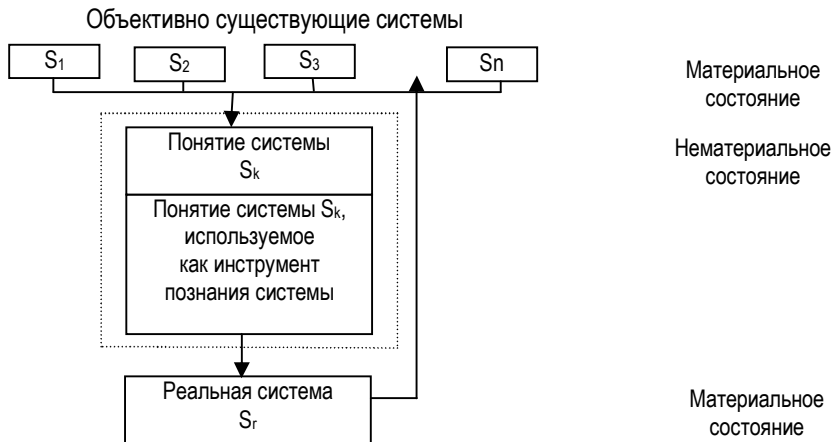 Объективно существующие системы
S1 S2 S3 Sn
Материальное
состояние
Понятие системы
Sk
Нематериальное
состояние
Понятие системы Sk,
используемое
как инструмент
познания системы
Реальная система
Sr
Материальное
состояние